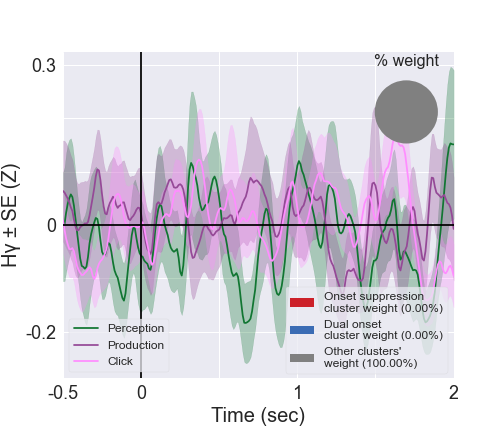 % weight
0.3
0
-0.2
Hγ ± SE (Z)
Perception
Production
Click
Onset suppression
cluster weight (0.00%)
Dual onset
cluster weight (0.00%)
Other clusters'
weight (100.00%)
-0.5 0 1 2
Time (sec)